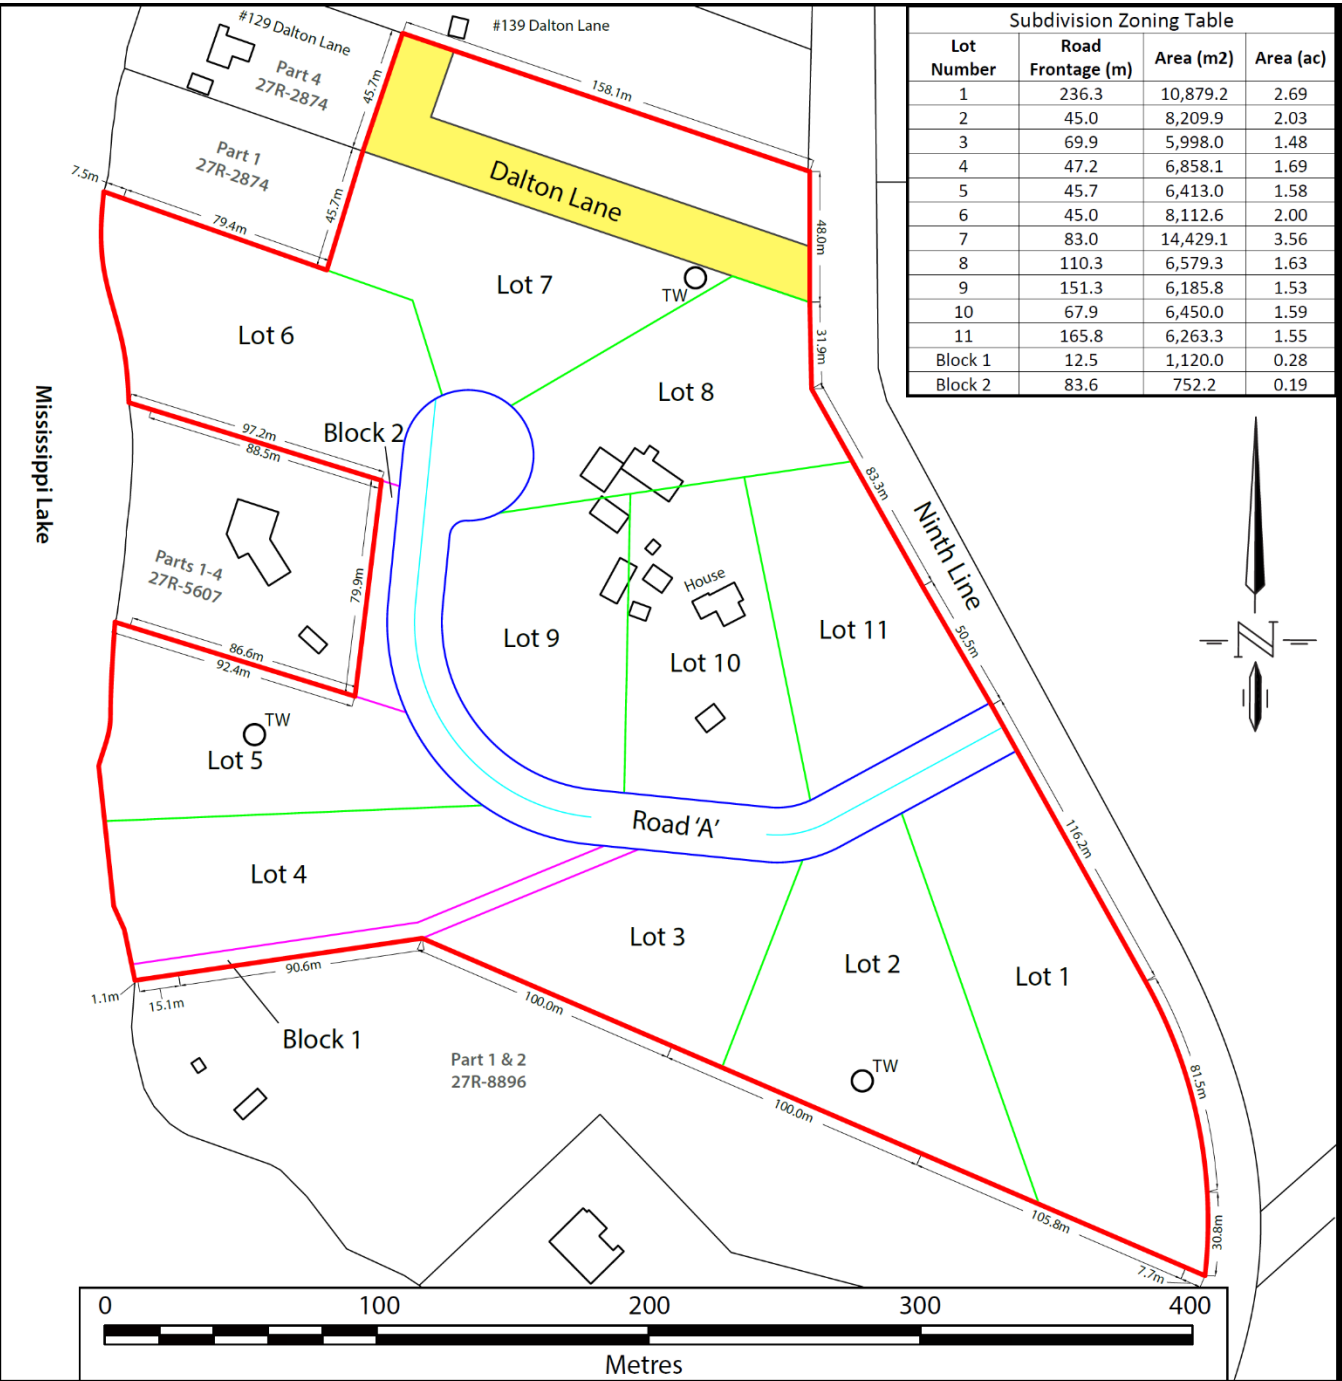 #129 Dalton Lane
#139 Dalton Lane
Part 4
27R-2874
45.7m
158.1m
Part 1
27R-2874
7.5m
79.4m
45.7m
Dalton Lane
48.0m
Lot 7
TW
31.9m
Lot 6
Lot 8
Mississippi Lake
97.2m
88.5m
Block 2
83.3m
Ninth Line
Parts 1-4
27R-5607
79.9m
House
86.6m
92.4m
Lot 9
Lot 10
Lot 11
50.5m
TW
Lot 5
Road ‘A’
116.2m
Lot 4
Lot 3
Lot 2
Lot 1
1.1m
15.1m
90.6m
100.0m
Block 1
Part 1 & 2
27R-8896
TW
100.0m
81.5m
105.8m
30.8m
7.7m
N
Subdivision Zoning Table
Lot Number Road Frontage (m) Area (m2) Area (ac)
1 236.3 10,879.2 2.69
2 45.0 8,209.9 2.03
3 69.9 5,998.0 1.48
4 47.2 6,858.1 1.69
5 45.7 6,413.0 1.58
6 45.0 8,112.6 2.00
7 83.0 14,429.1 3.56
8 110.3 6,579.3 1.63
9 151.3 6,185.8 1.53
10 67.9 6,450.0 1.59
11 165.8 6,263.3 1.55
Block 1 12.5 1,120.0 0.28
Block 2 83.6 752.2 0.19
0 100 200 300 400
Metres